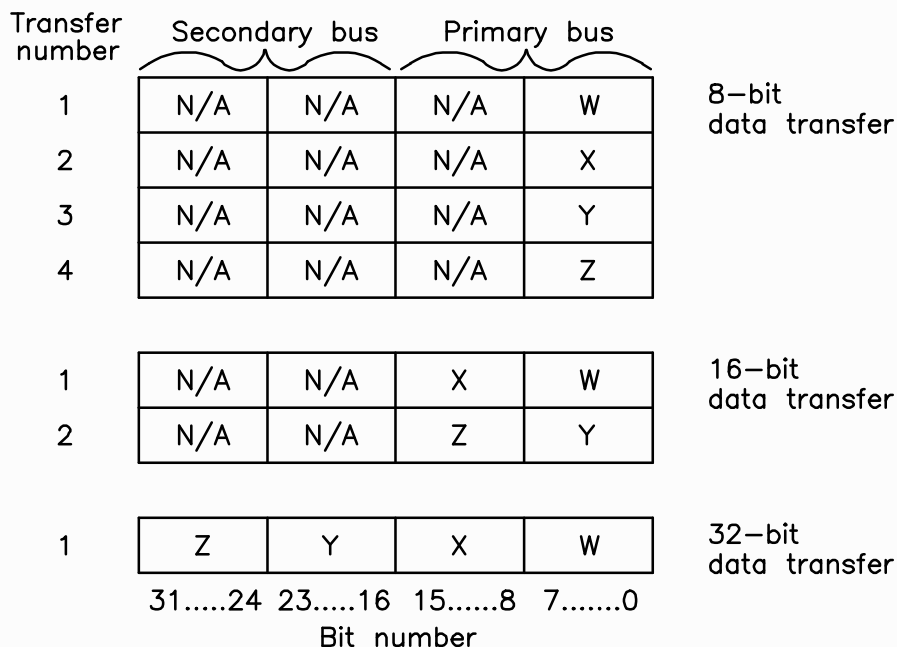 Transfer number Secondary bus Primary bus
1 N/A N/A N/A W 8-bit data transfer
2 N/A N/A N/A X
3 N/A N/A N/A Y
4 N/A N/A N/A Z
1 N/A N/A X W 16-bit data transfer
2 N/A N/A Z Y
1 Z Y X W 32-bit data transfer
31.....24 23.....16 15......8 7.......0
Bit number